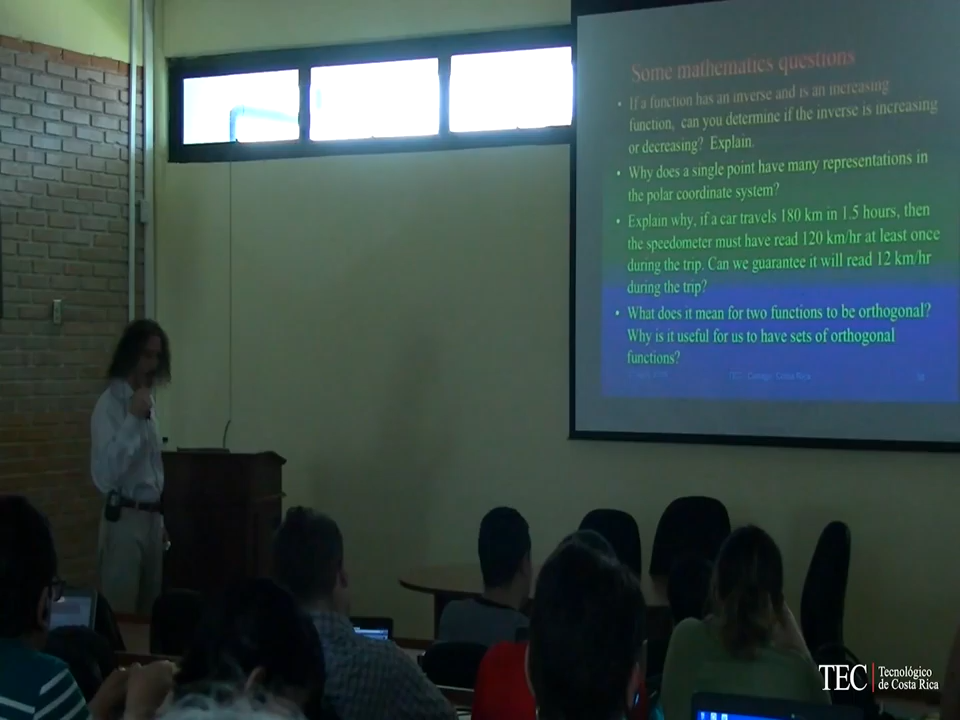 Some mathematics questions
• If a function has an inverse and is an increasing
function, can you determine if the inverse is increasing
or decreasing? Explain.
• Why does a single point have many representations in
the polar coordinate system?
• Explain why, if a car travels 180 km in 1.5 hours, then
the speedometer must have read 120 km/hr at least once
during the trip. Can we guarantee it will read 12 km/hr
during the trip?
• What does it mean for two functions to be orthogonal?
Why is it useful for us to have sets of orthogonal
functions?
TEC Costa Rica
TEC | Tecnológico
de Costa Rica